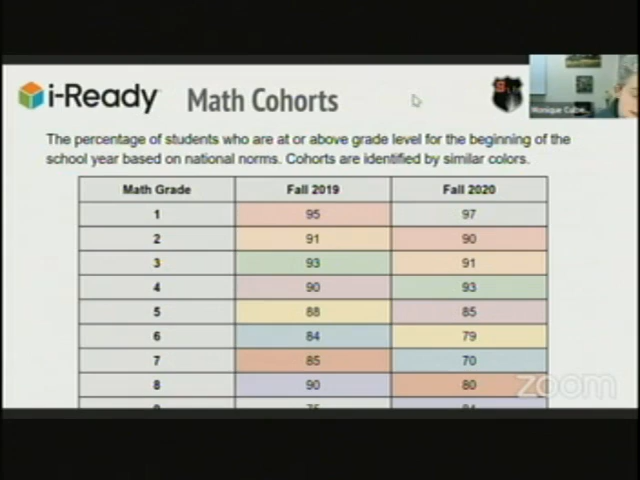 i-Ready
Math Cohorts
Monique
The percentage of students who are at or above grade level for the beginning of the
school year based on national norms. Cohorts are identified by similar colors.
Math Grade Fall 2019 Fall 2020
1 95 97
2 91 90
3 93 91
4 90 93
5 88 85
6 84 79
7 85 70
8 90 80
zoom